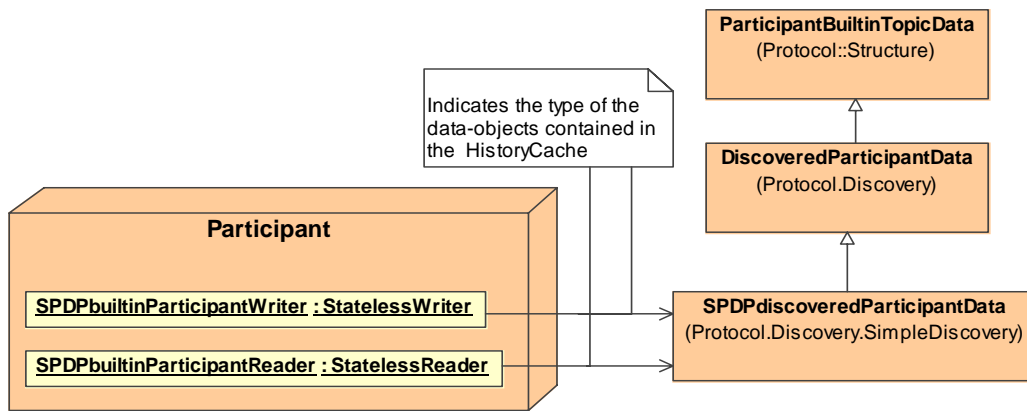 ParticipantBuiltinTopicData
(Protocol::Structure)
Indicates the type of the
data-objects contained in
the HistoryCache
DiscoveredParticipantData
(Protocol.Discovery)
Participant
SPDPbuiltinParticipantWriter : StatelessWriter
SPDPbuiltinParticipantReader : StatelessReader
SPDPdiscoveredParticipantData
(Protocol.Discovery.SimpleDiscovery)